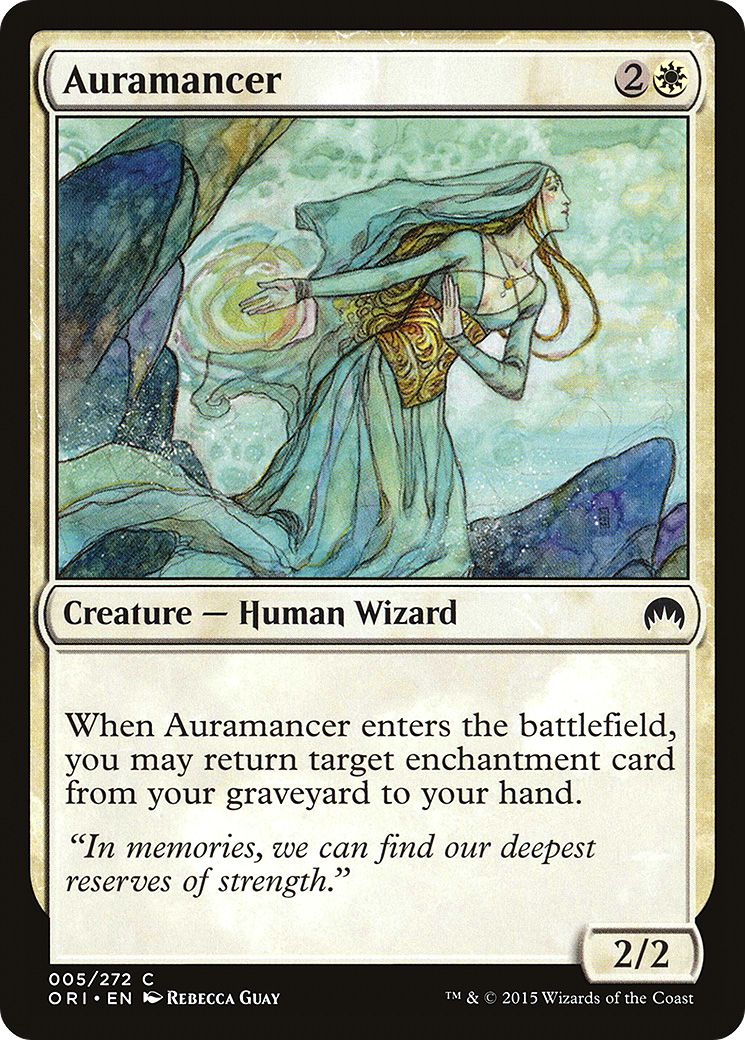 Auramancer 2
Creature — Human Wizard
When Auramancer enters the battlefield,
you may return target enchantment card
from your graveyard to your hand.
“In memories, we can find our deepest
reserves of strength.”
2/2
005/272 C
ORI • EN Rebecca Guay
™ & © 2015 Wizards of the Coast